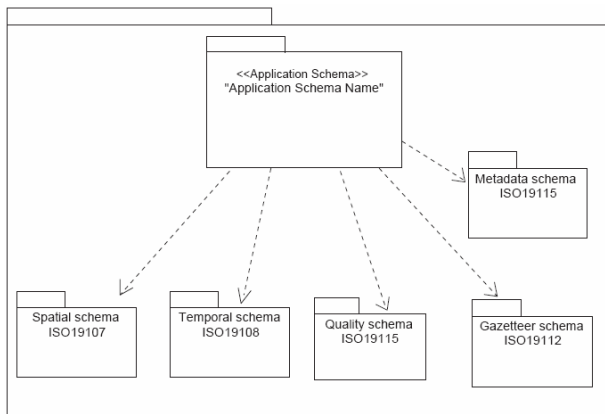 <<Application Schema>>
"Application Schema Name"
Metadata schema
ISO19115
Spatial schema
ISO19107
Temporal schema
ISO19108
Quality schema
ISO19115
Gazetteer schema
ISO19112